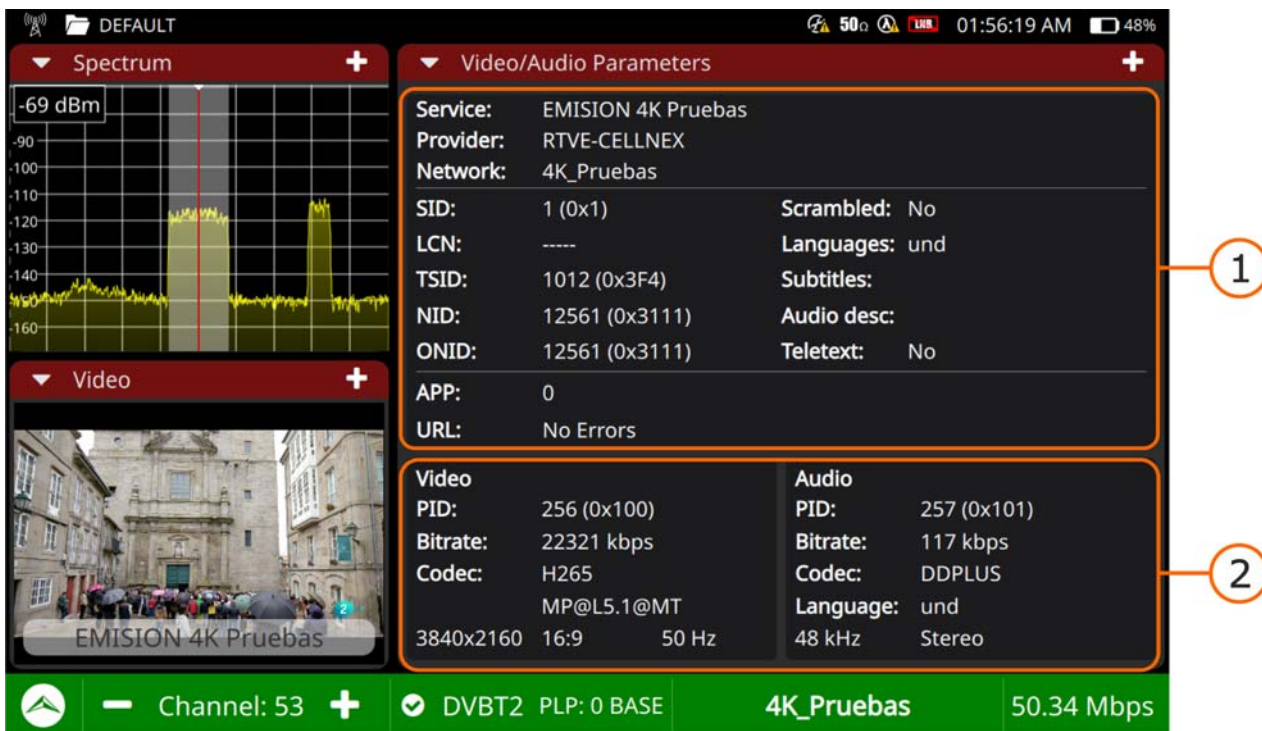 DEFAULT
50Ω LNB 01:56:19 AM 48%
Spectrum +
-69 dBm
-90
-100
-110
-120
-130
-140
-150
-160
Video +
EMISION 4K Pruebas
2
Video/Audio Parameters +
Service: EMISION 4K Pruebas
Provider: RTVE-CELLNEX
Network: 4K_Pruebas
SID: 1 (0x1) Scrambled: No
LCN: ----- Languages: und
TSID: 1012 (0x3F4) Subtitles:
NID: 12561 (0x3111) Audio desc:
ONID: 12561 (0x3111) Teletext: No
APP: 0
URL: No Errors
1
Video
PID: 256 (0x100)
Bitrate: 22321 kbps
Codec: H265
MP@L5.1@MT
3840x2160 16:9 50 Hz
Audio
PID: 257 (0x101)
Bitrate: 117 kbps
Codec: DDPLUS
Language: und
48 kHz Stereo
2
− Channel: 53 + DVBT2 PLP: 0 BASE 4K_Pruebas 50.34 Mbps